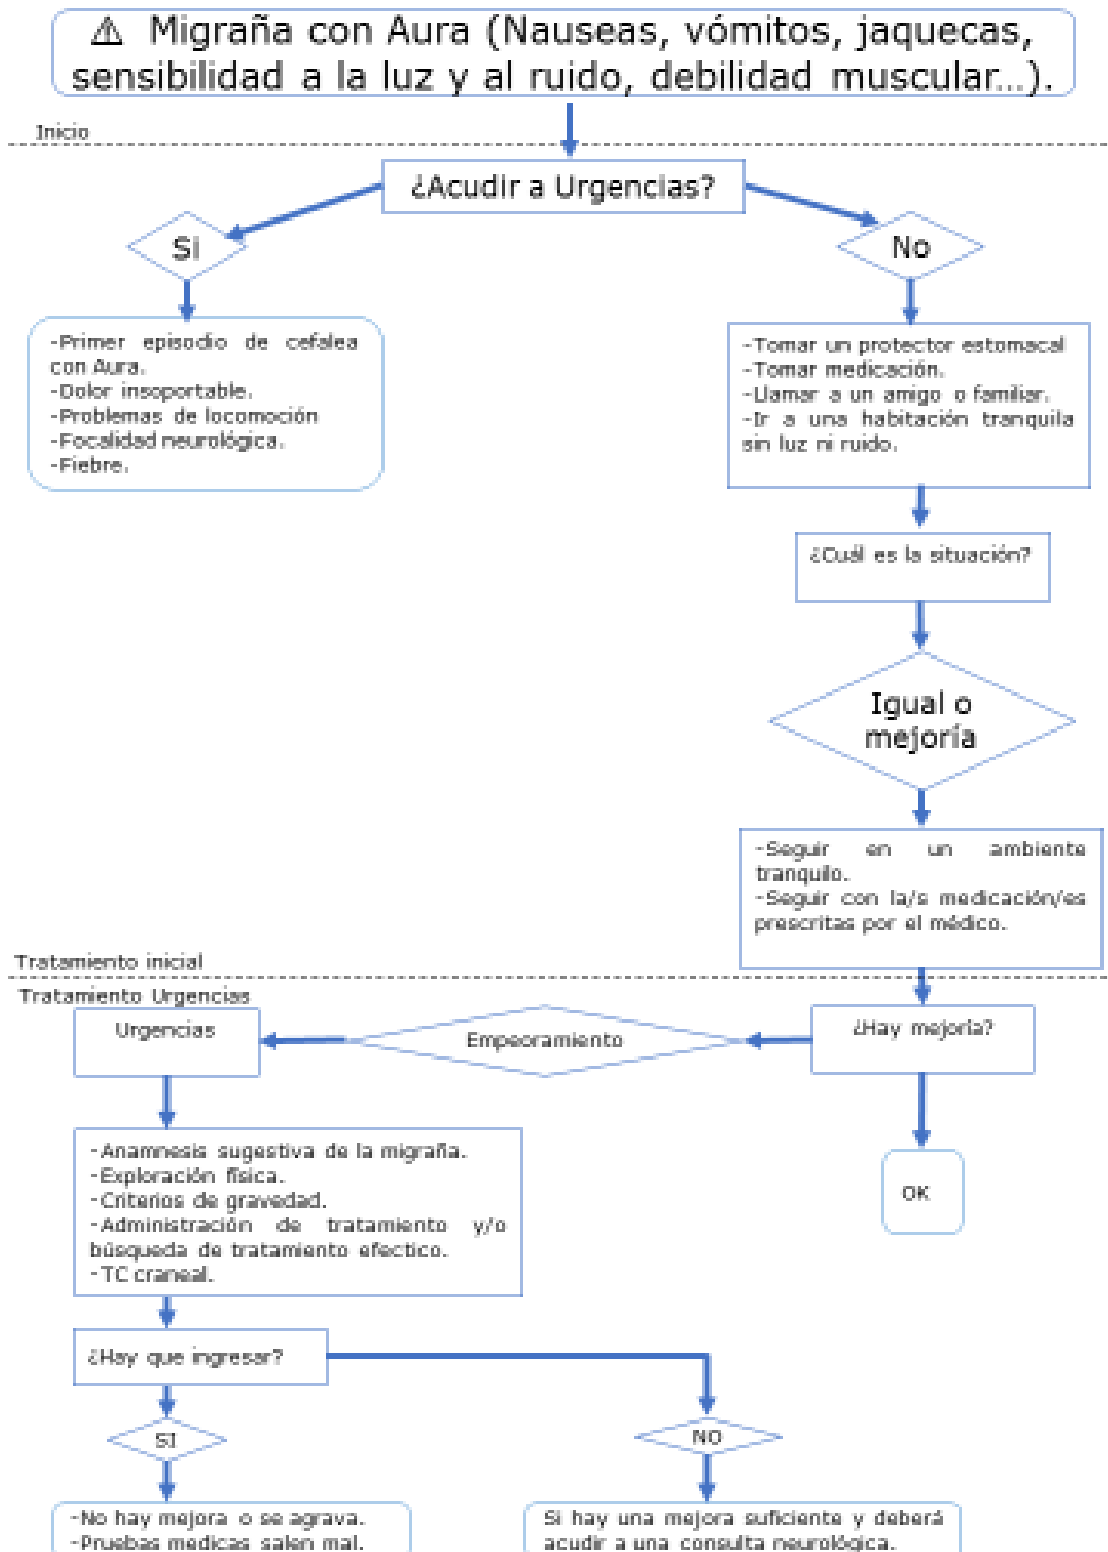 ⚠ Migraña con Aura (Nauseas, vómitos, jaquecas,
sensibilidad a la luz y al ruido, debilidad muscular...).
Inicio
¿Acudir a Urgencias?
Si
No
-Primer episodio de cefalea
con Aura.
-Dolor insoportable.
-Problemas de locomoción
-Focalidad neurológica.
-Fiebre.
-Tomar un protector estomacal
-Tomar medicación.
-Llamar a un amigo o familiar.
-Ir a una habitación tranquila
sin luz ni ruido.
¿Cuál es la situación?
Igual o
mejoría
-Seguir en un ambiente
tranquilo.
-Seguir con la/s medicación/es
prescritas por el médico.
Tratamiento inicial
Tratamiento Urgencias
Urgencias
Empeoramiento
¿Hay mejoría?
-Anamnesis sugestiva de la migraña.
-Exploración física.
-Criterios de gravedad.
-Administración de tratamiento y/o
búsqueda de tratamiento efectico.
-TC craneal.
OK
¿Hay que ingresar?
SI
NO
-No hay mejora o se agrava.
-Pruebas medicas salen mal.
Si hay una mejora suficiente y deberá
acudir a una consulta neurológica.